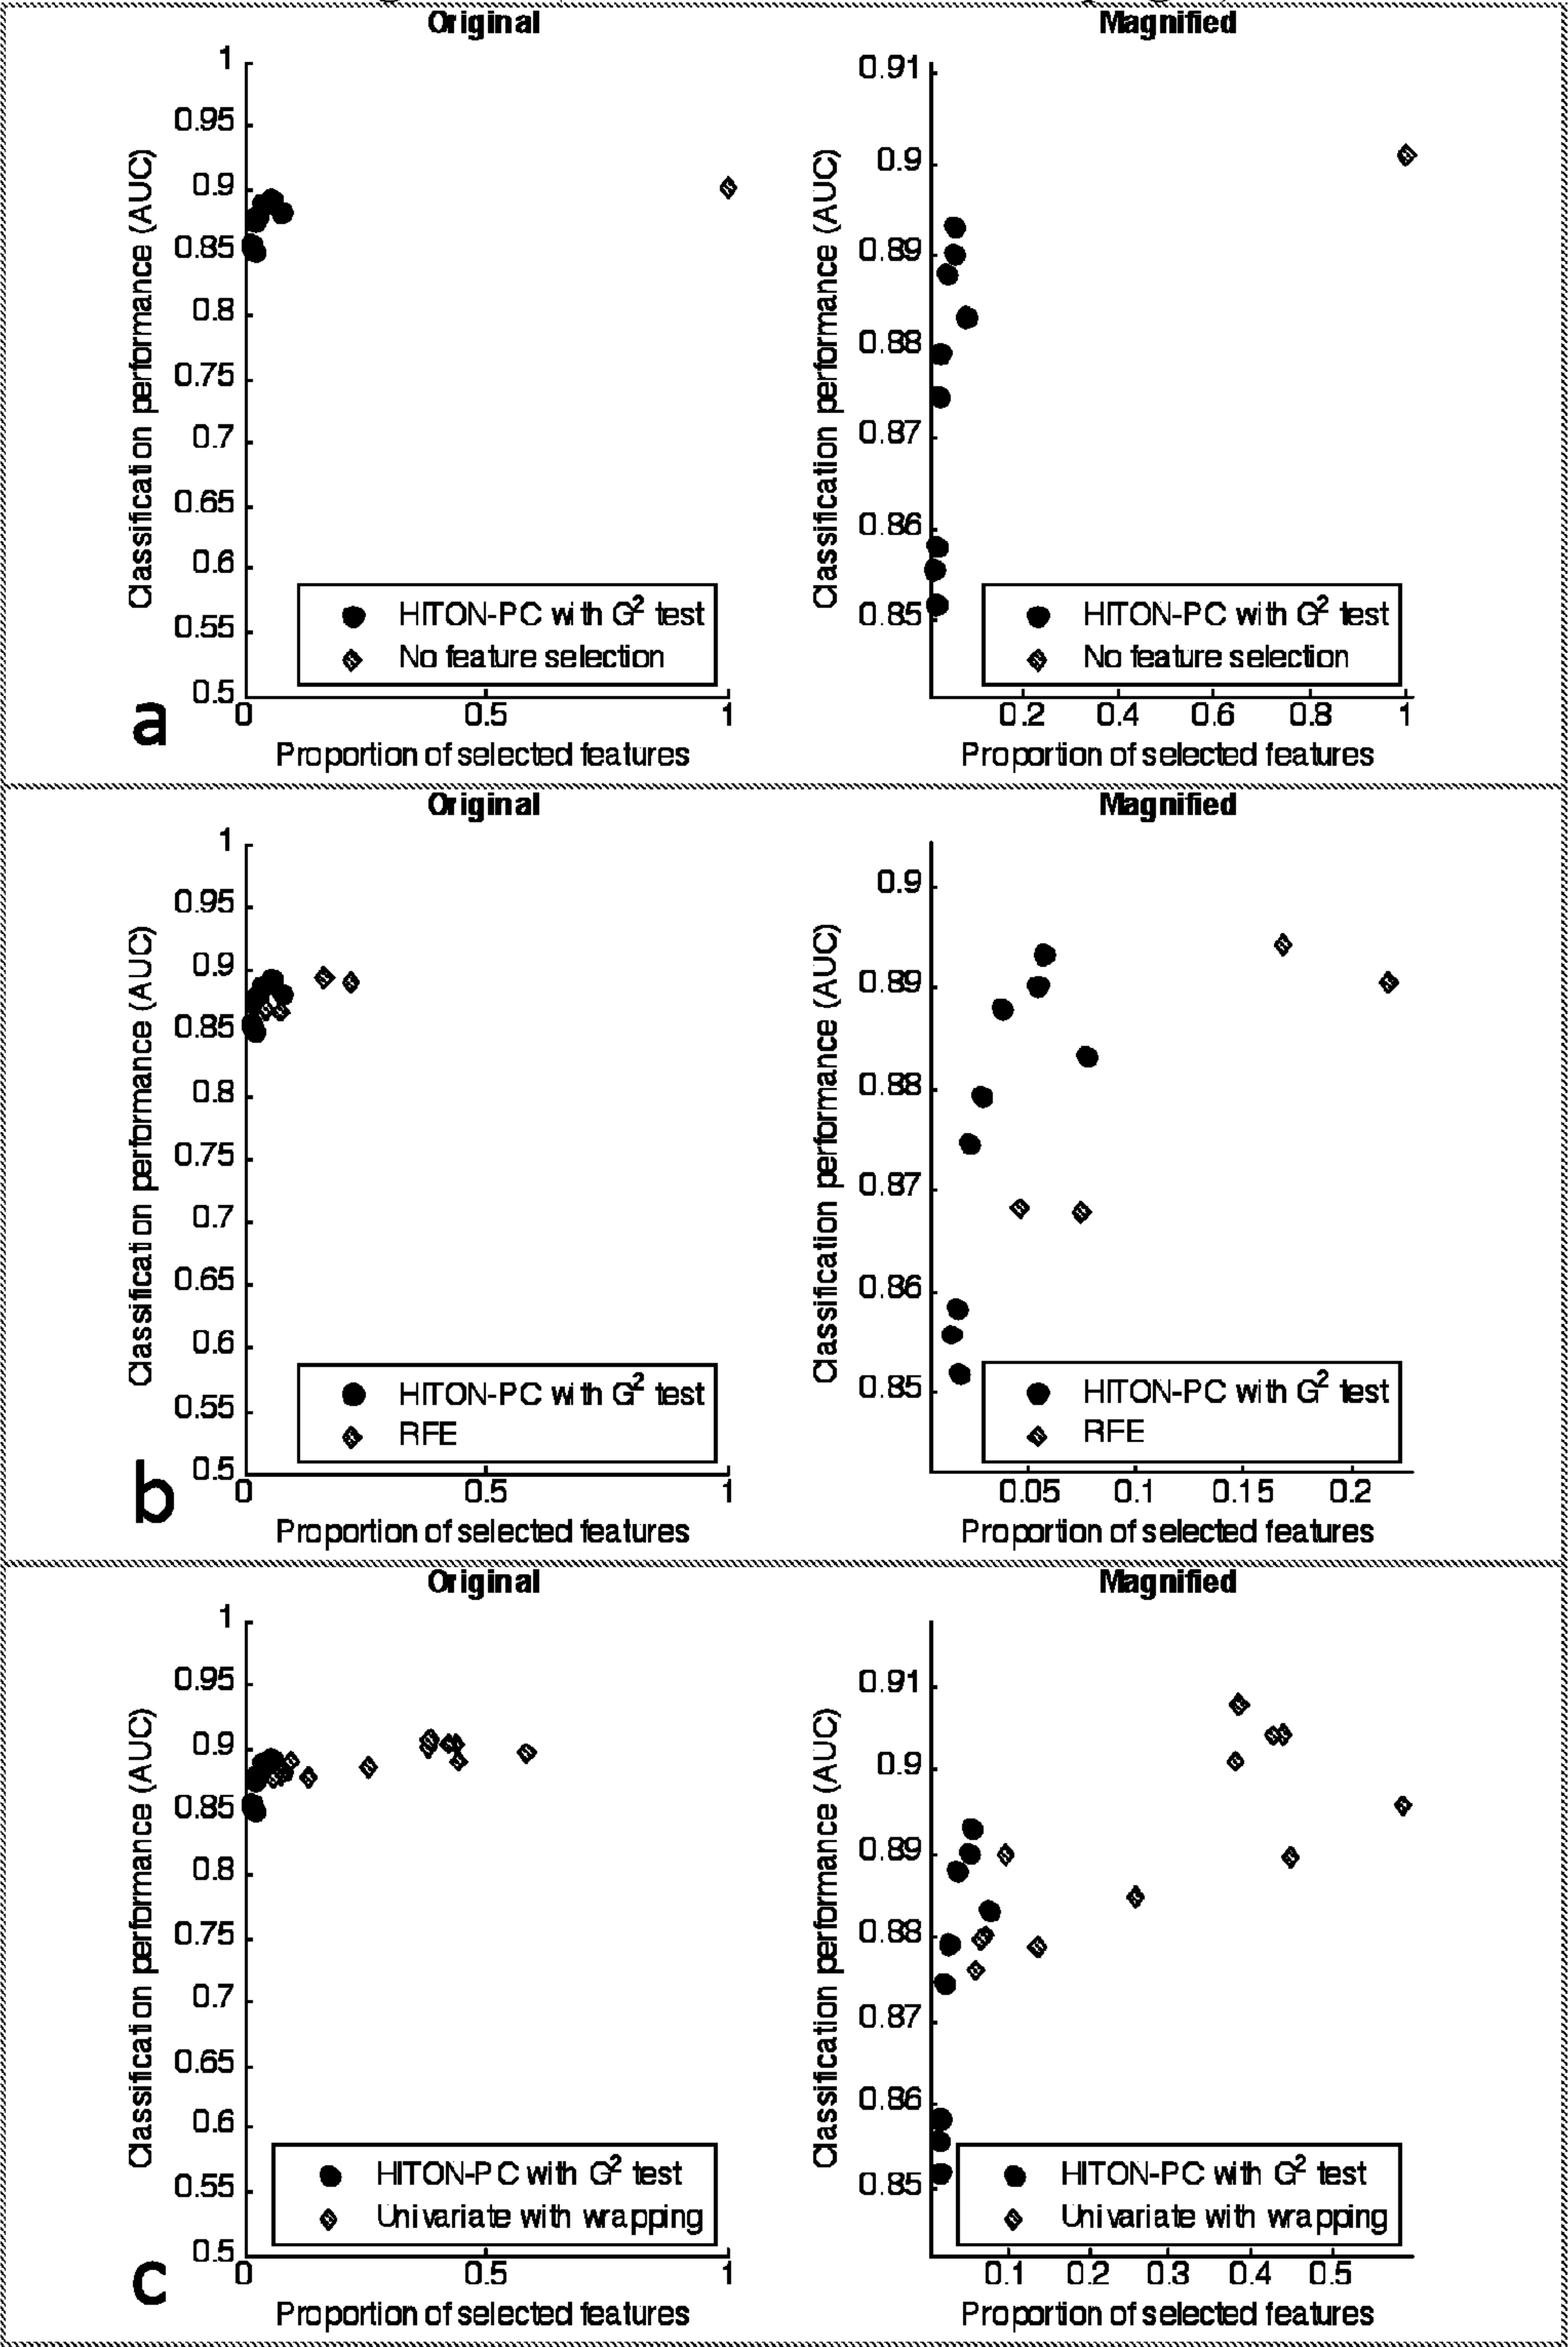 Original
Classification performance (AUC)
1
0.95
0.9
0.85
0.8
0.75
0.7
0.65
0.6
0.55
0.5
HITON-PC with G2 test
No feature selection
0
0.5
1
Proportion of selected features
a
Magnified
Classification performance (AUC)
0.91
0.9
0.89
0.88
0.87
0.86
0.85
HITON-PC with G2 test
No feature selection
0.2
0.4
0.6
0.8
1
Proportion of selected features
Original
Classification performance (AUC)
1
0.95
0.9
0.85
0.8
0.75
0.7
0.65
0.6
0.55
0.5
HITON-PC with G2 test
RFE
0
0.5
1
Proportion of selected features
b
Magnified
Classification performance (AUC)
0.9
0.89
0.88
0.87
0.86
0.85
HITON-PC with G2 test
RFE
0.05
0.1
0.15
0.2
Proportion of selected features
Original
Classification performance (AUC)
1
0.95
0.9
0.85
0.8
0.75
0.7
0.65
0.6
0.55
0.5
HITON-PC with G2 test
Univariate with wrapping
0
0.5
1
Proportion of selected features
c
Magnified
Classification performance (AUC)
0.91
0.9
0.89
0.88
0.87
0.86
0.85
HITON-PC with G2 test
Univariate with wrapping
0.1
0.2
0.3
0.4
0.5
Proportion of selected features